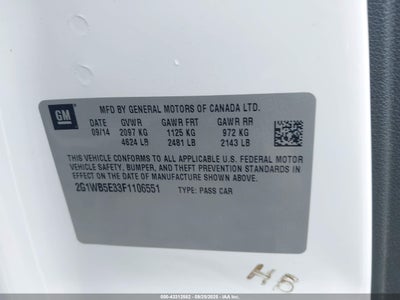 GM
MFD BY GENERAL MOTORS OF CANADA LTD.
DATE GVWR GAWR FRT GAWR RR
09/14 2097 KG 1125 KG 972 KG
4624 LB 2481 LB 2143 LB
THIS VEHICLE CONFORMS TO ALL APPLICABLE U.S. FEDERAL MOTOR
VEHICLE SAFETY, BUMPER, AND THEFT PREVENTION STANDARDS IN
EFFECT ON THE DATE OF MANUFACTURE SHOWN ABOVE.
2G1WB5E33F1106551 TYPE: PASS CAR
H5